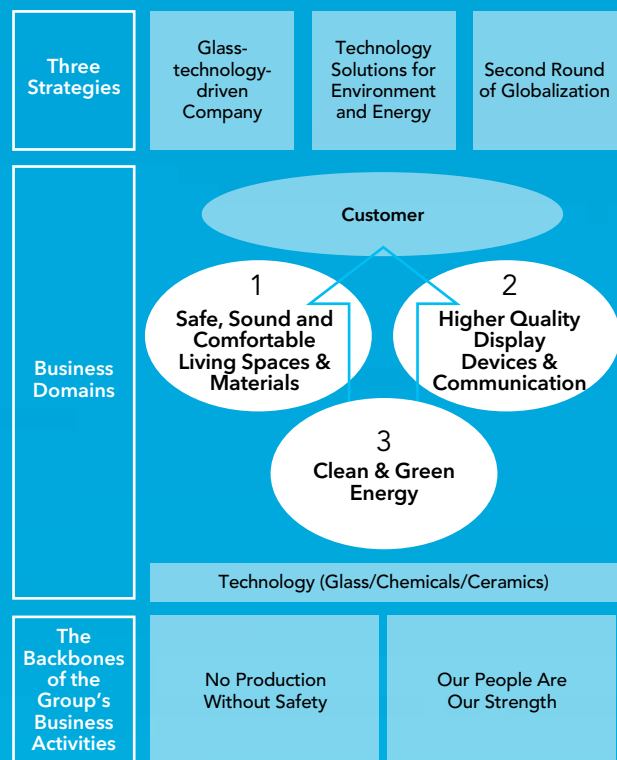 Three
Strategies
Glass-
technology-
driven
Company
Technology
Solutions for
Environment
and Energy
Second Round
of Globalization
Business
Domains
Customer
1
Safe, Sound and
Comfortable
Living Spaces &
Materials
2
Higher Quality
Display
Devices &
Communication
3
Clean & Green
Energy
Technology (Glass/Chemicals/Ceramics)
The
Backbones
of the
Group’s
Business
Activities
No Production
Without Safety
Our People Are
Our Strength